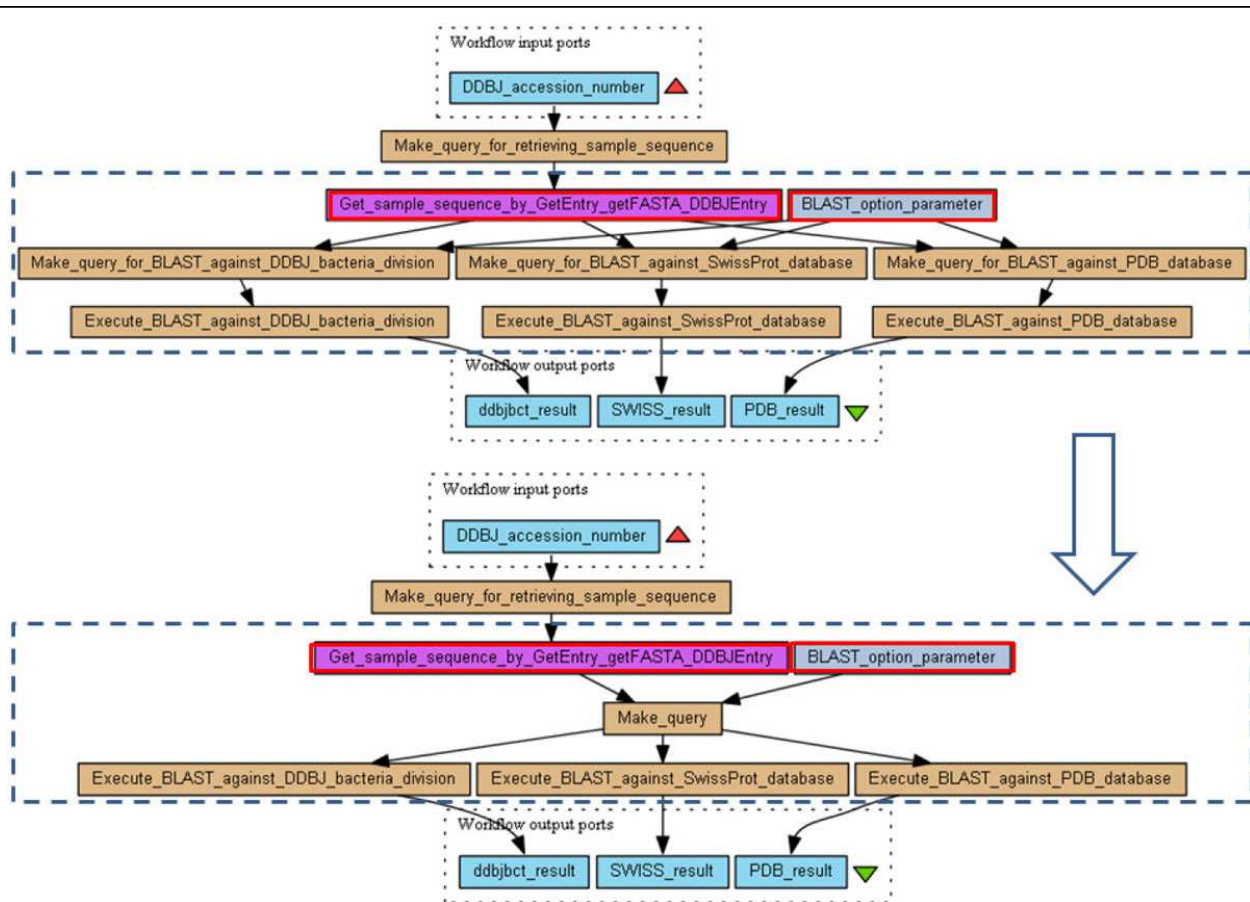 Workflow input ports
DDBJ_accession_number
Make_query_for_retrieving_sample_sequence
Get_sample_sequence_by_GetEntry_getFASTA_DDBJEntry BLAST_option_parameter
Make_query_for_BLAST_against_DDBJ_bacteria_division Make_query_for_BLAST_against_SwissProt_database Make_query_for_BLAST_against_PDB_database
Execute_BLAST_against_DDBJ_bacteria_division Execute_BLAST_against_SwissProt_database Execute_BLAST_against_PDB_database
Workflow output ports
ddbjbct_result SWISS_result PDB_result
Workflow input ports
DDBJ_accession_number
Make_query_for_retrieving_sample_sequence
Get_sample_sequence_by_GetEntry_getFASTA_DDBJEntry BLAST_option_parameter
Make_query
Execute_BLAST_against_DDBJ_bacteria_division Execute_BLAST_against_SwissProt_database Execute_BLAST_against_PDB_database
Workflow output ports
ddbjbct_result SWISS_result PDB_result